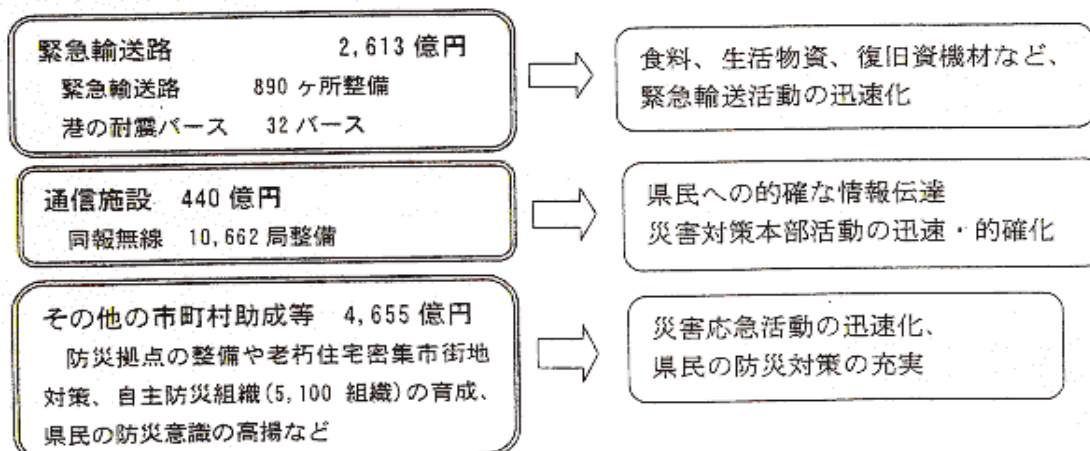 緊急輸送路 2,613 億円
緊急輸送路 890 ヶ所整備
港の耐震バース 32 バース
食料、生活物資、復旧資機材など、
緊急輸送活動の迅速化
通信施設 440 億円
同報無線 10,662 局整備
県民への的確な情報伝達
災害対策本部活動の迅速・的確化
その他の市町村助成等 4,655 億円
防災拠点の整備や老朽住宅密集市街地
対策、自主防災組織(5,100 組織)の育成、
県民の防災意識の高揚など
災害応急活動の迅速化、
県民の防災対策の充実